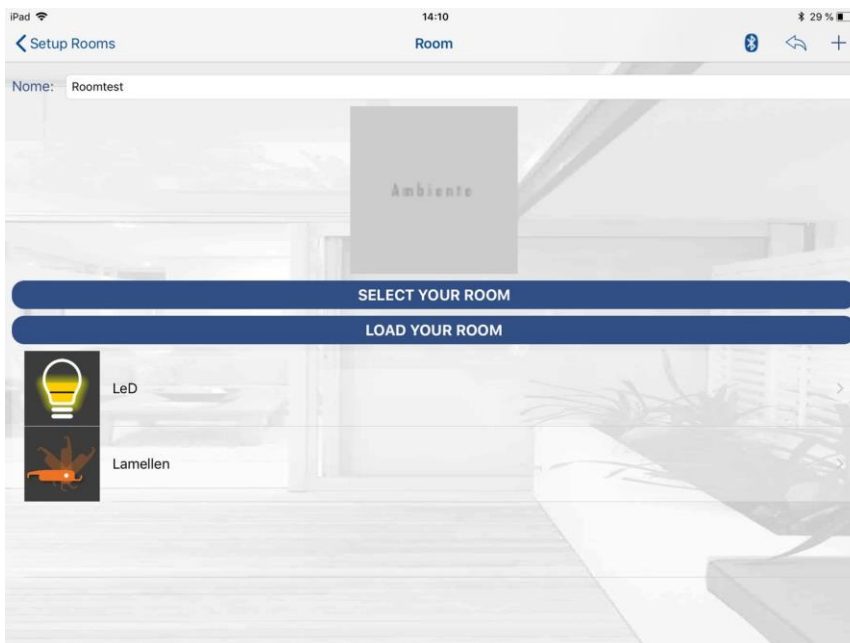 iPad 14:10 29 %
Setup Rooms Room
Nome: Roomtest
Ambiente
SELECT YOUR ROOM
LOAD YOUR ROOM
LeD
Lamellen